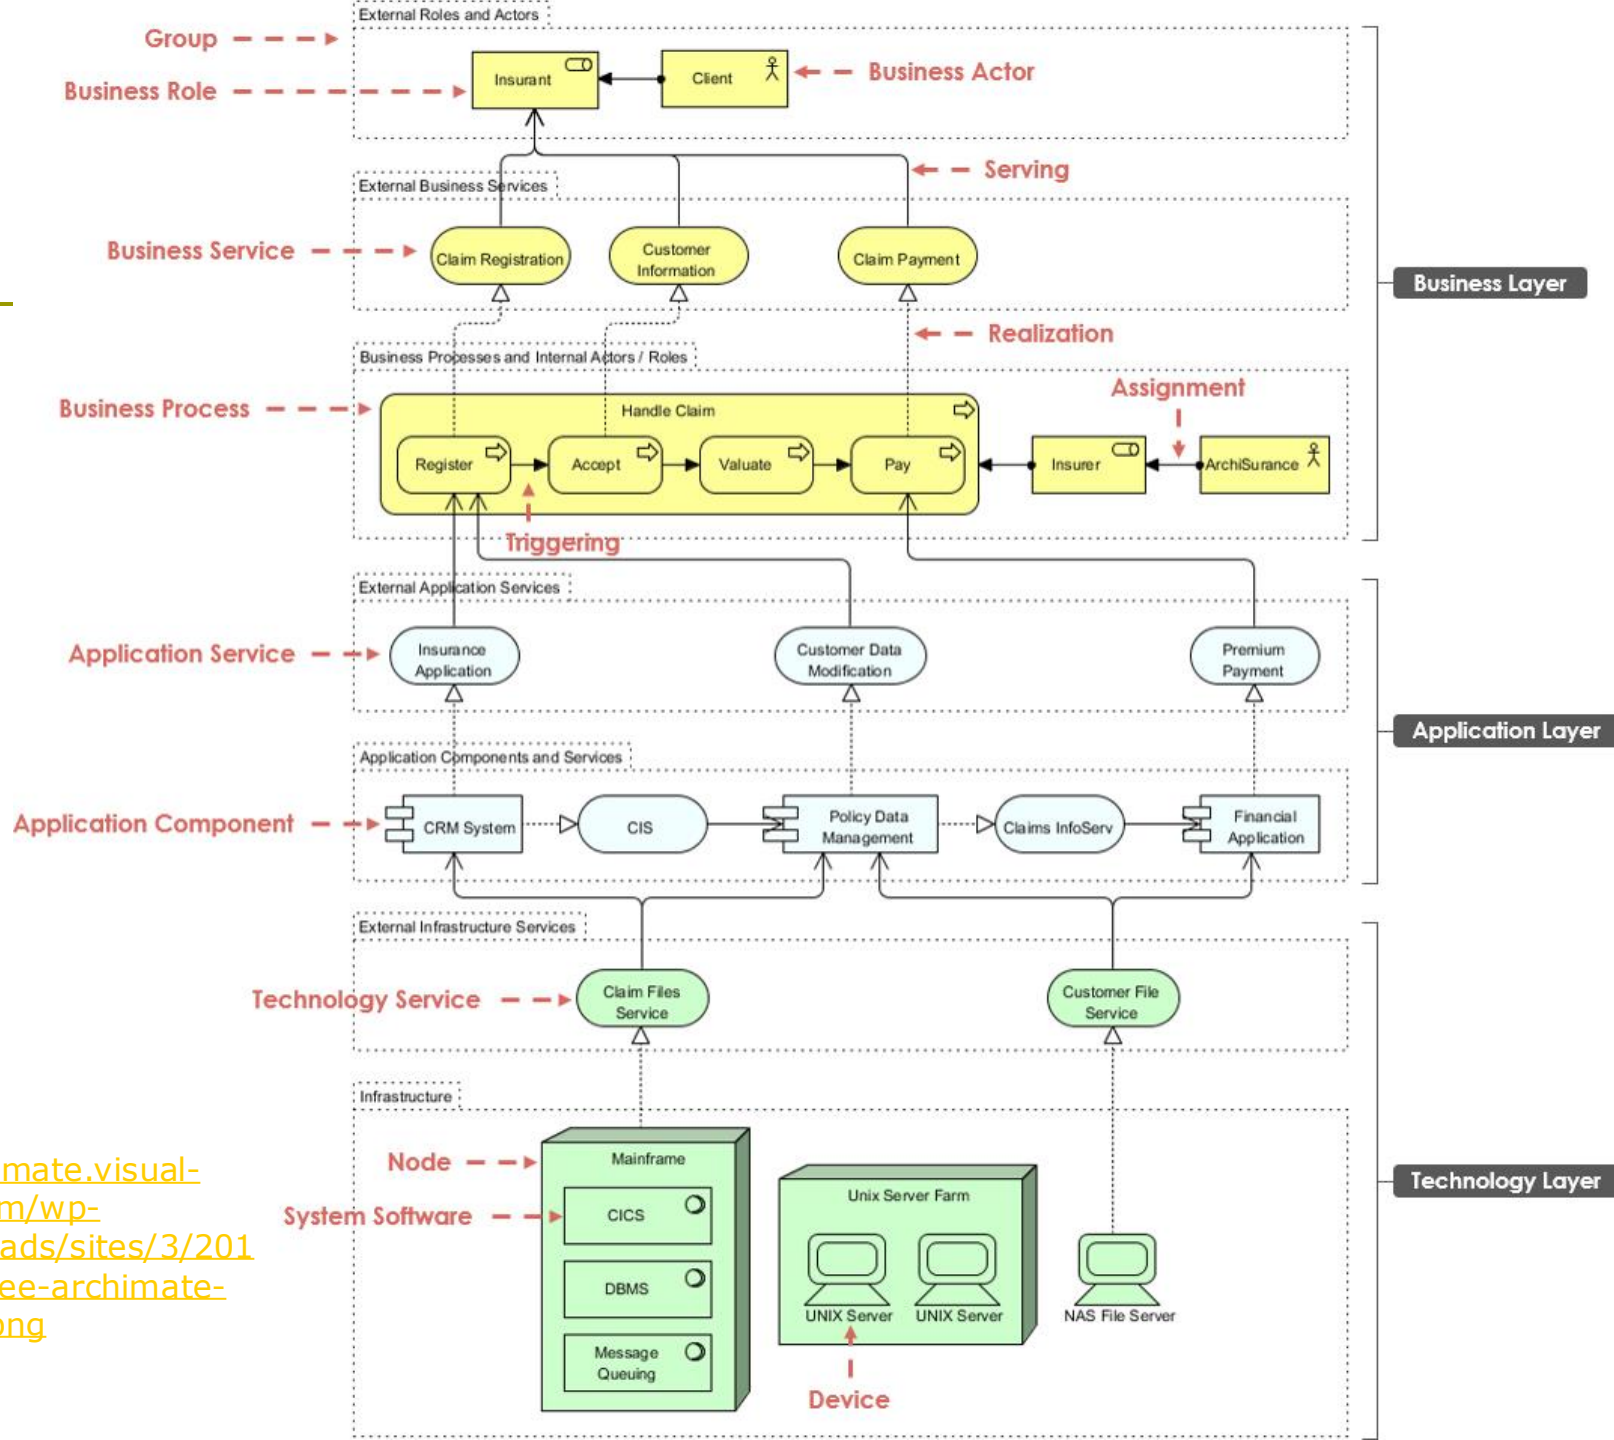 External Roles and Actors
Group
Insurant
Client
Business Actor
Business Role
Serving
External Business Services
Business Service
Claim Registration
Customer
Information
Claim Payment
Business Layer
Realization
Business Processes and Internal Actors / Roles
Assignment
Business Process
Handle Claim
Register
Accept
Valuate
Pay
Insurer
ArchiSurance
Triggering
External Application Services
Application Service
Insurance
Application
Customer Data
Modification
Premium
Payment
Application Layer
Application Components and Services
Application Component
CRM System
CIS
Policy Data
Management
Claims InfoServ
Financial
Application
External Infrastructure Services
Technology Service
Claim Files
Service
Customer File
Service
Infrastructure
Node
Mainframe
System Software
CICS
DBMS
Message
Queuing
Unix Server Farm
UNIX Server
UNIX Server
NAS File Server
Device
Technology Layer
mate.visual-
m/wp-
ads/sites/3/201
ee-archimate-
png